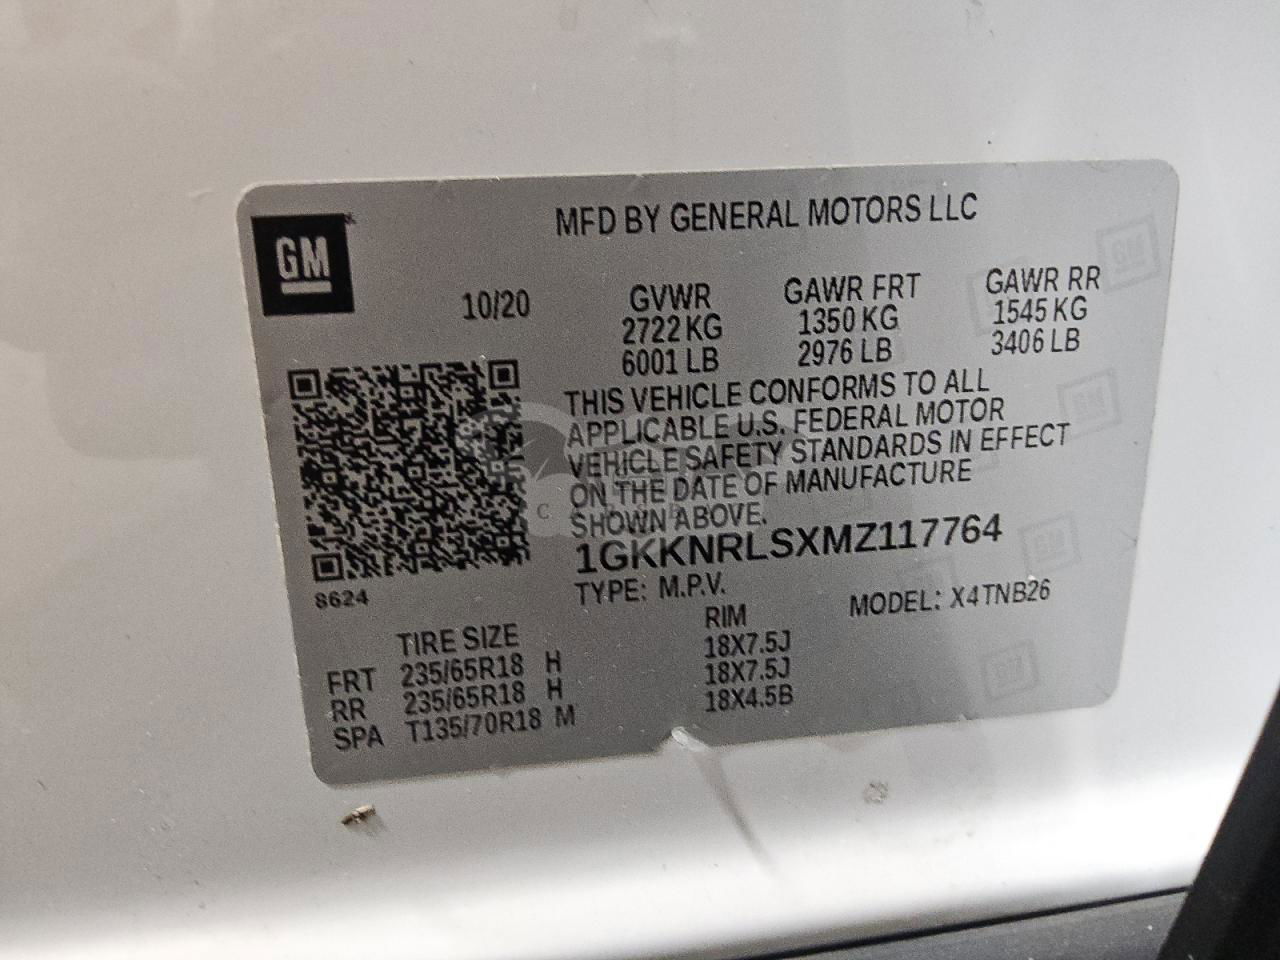 GM
MFD BY GENERAL MOTORS LLC
10/20
GVWR GAWR FRT GAWR RR
2722 KG 1350 KG 1545 KG
6001 LB 2976 LB 3406 LB
THIS VEHICLE CONFORMS TO ALL
APPLICABLE U.S. FEDERAL MOTOR
VEHICLE SAFETY STANDARDS IN EFFECT
ON THE DATE OF MANUFACTURE
SHOWN ABOVE.
1GKKNRLSXMZ117764
8624
TYPE: M.P.V. MODEL: X4TNB26
TIRE SIZE RIM
FRT 235/65R18 H 18X7.5J
RR 235/65R18 H 18X7.5J
SPA T135/70R18 M 18X4.5B